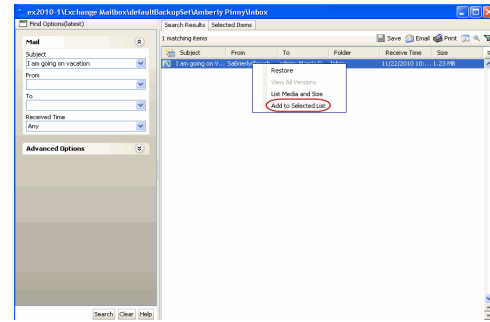 ex2010-1\Exchange Mailbox\defaultBackupSet\Amberly Pinny\Inbox
Find Options(latest)
Search Results Selected Items
Mail
Subject
I am going on vacation
From
To
Received Time
Any
Advanced Options
Search Clear Help
1 matching items
Save Email Print
Subject From To Folder Receive Time Size
I am going on V... Inbox 11/22/2010 10:... 1.23 MB
Restore
View All Versions
List Media and Size
Add to Selected List